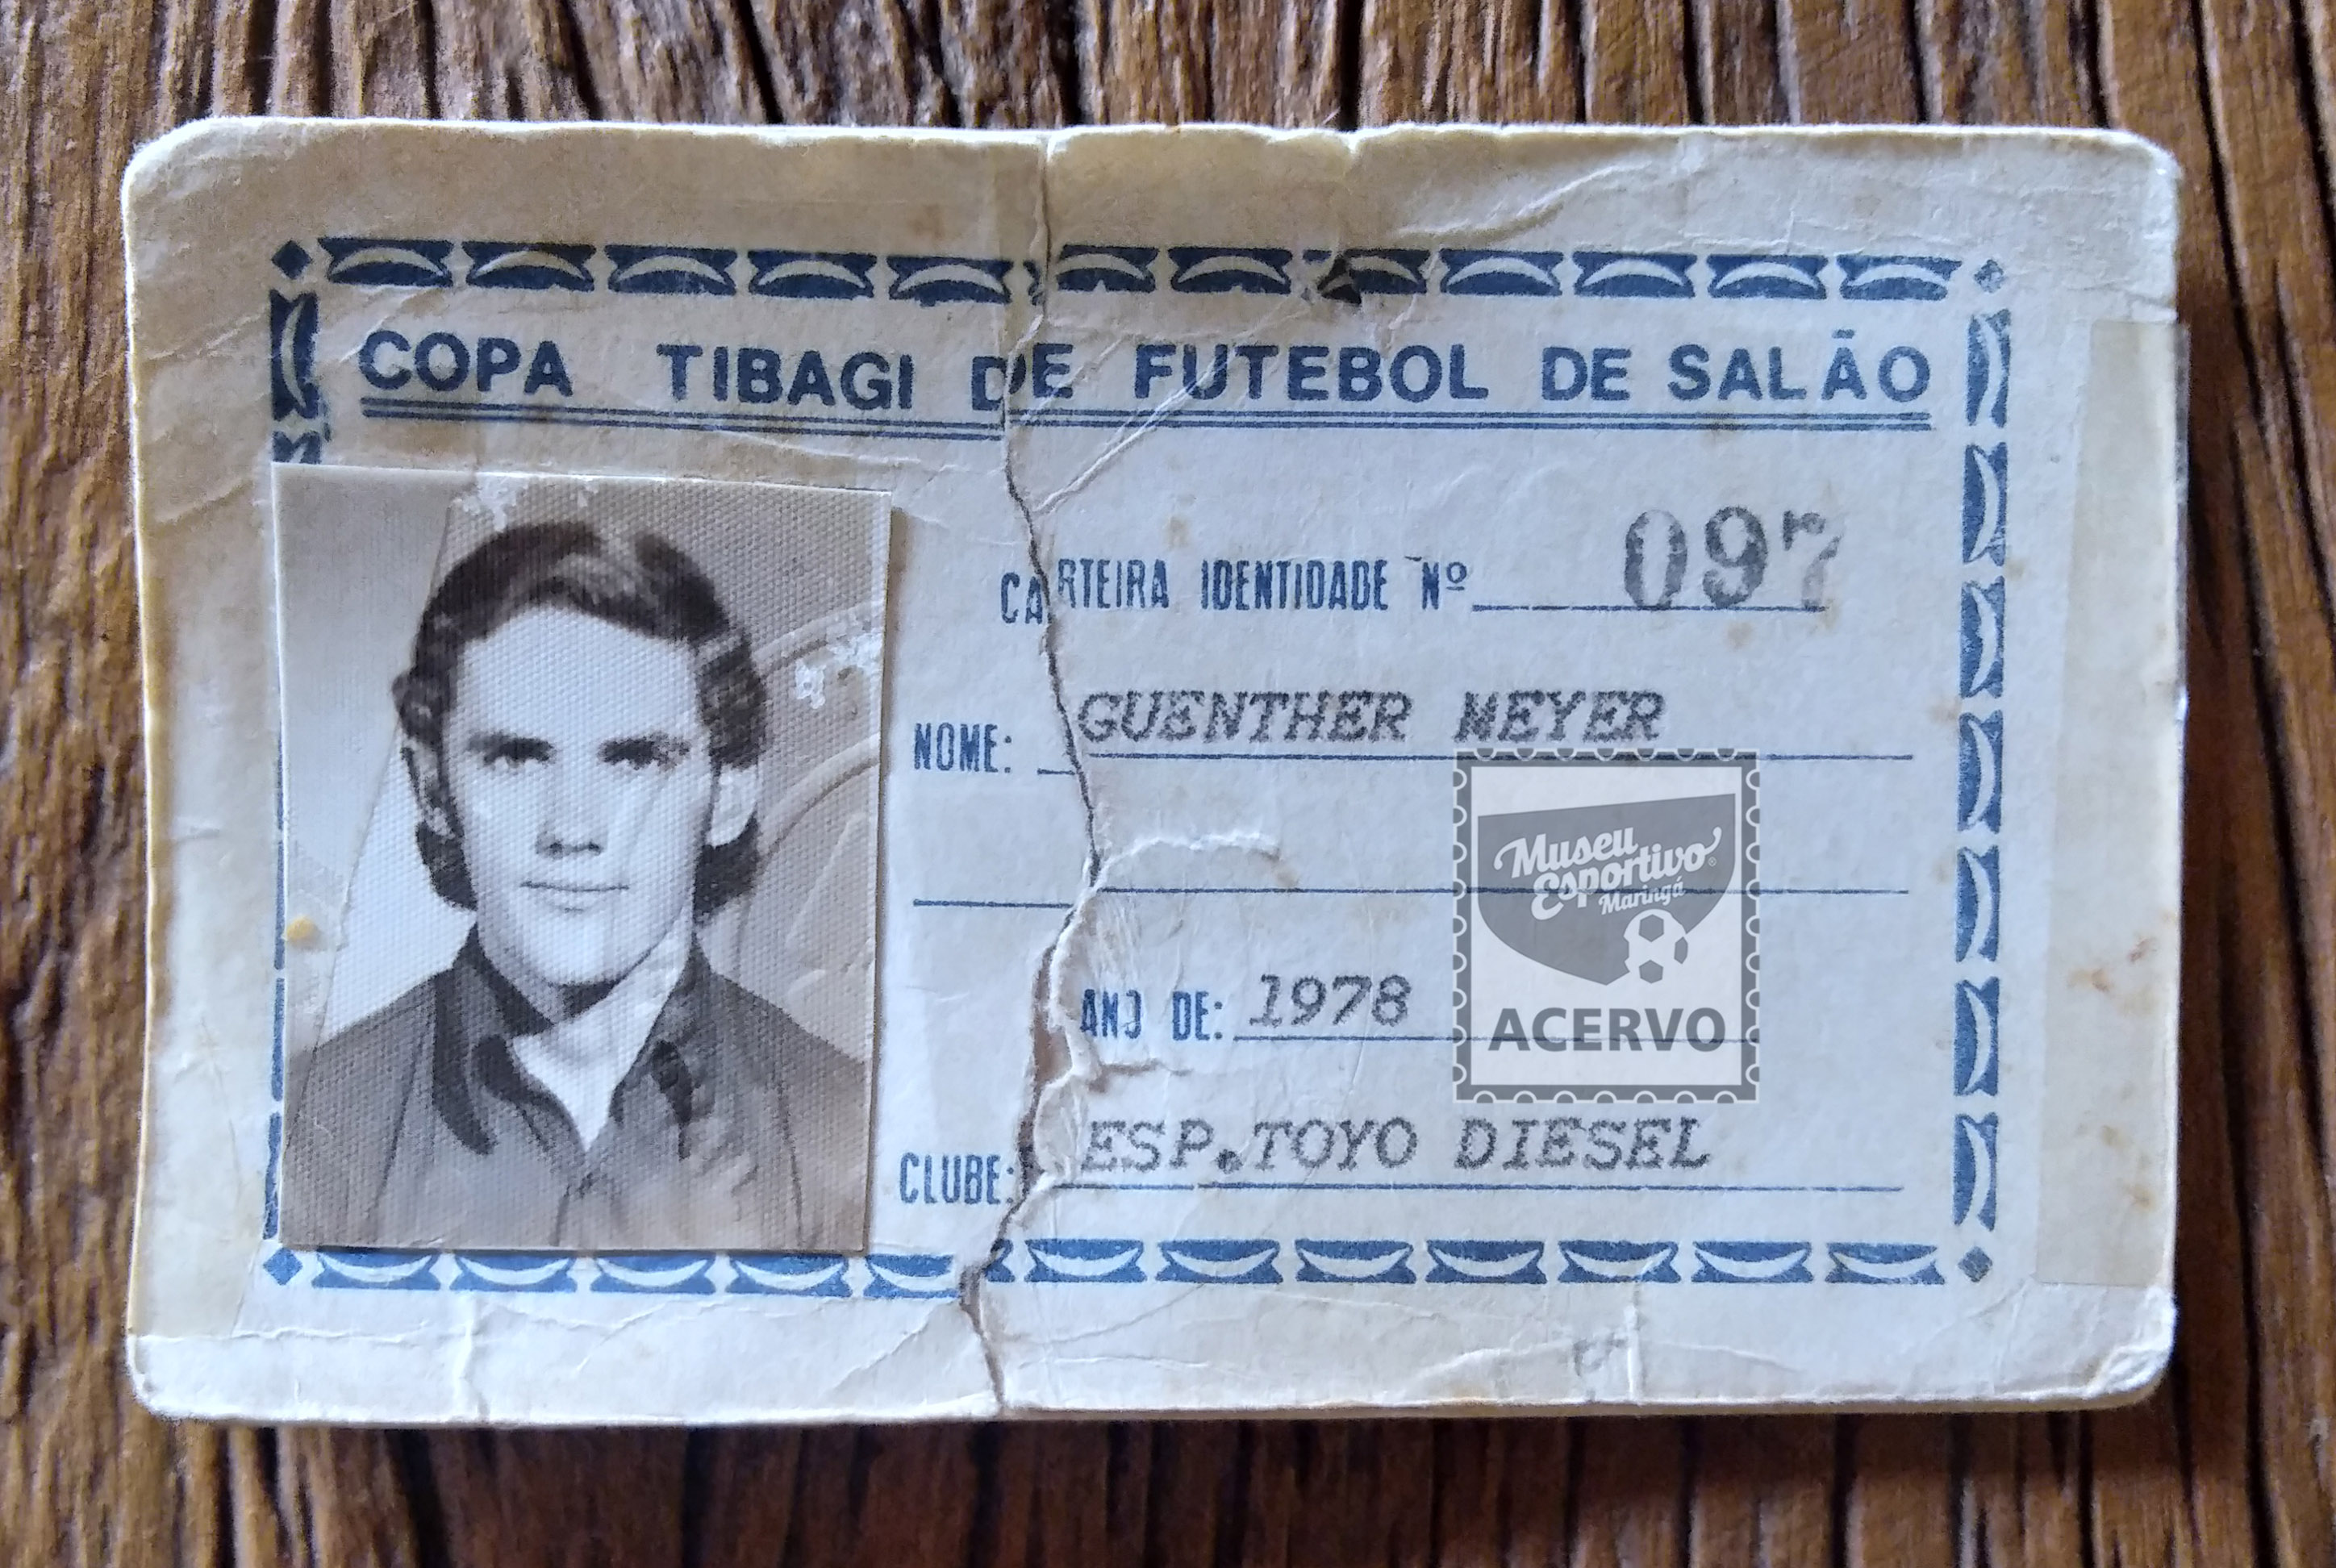 COPA TIBAGI DE FUTEBOL DE SALÃO
CARTEIRA IDENTIDADE Nº 097
NOME: GUENTHER MEYER
Museu
Esportivo
Maringá
ACERVO
ANO DE: 1978
CLUBE: ESP.TOYO DIESEL